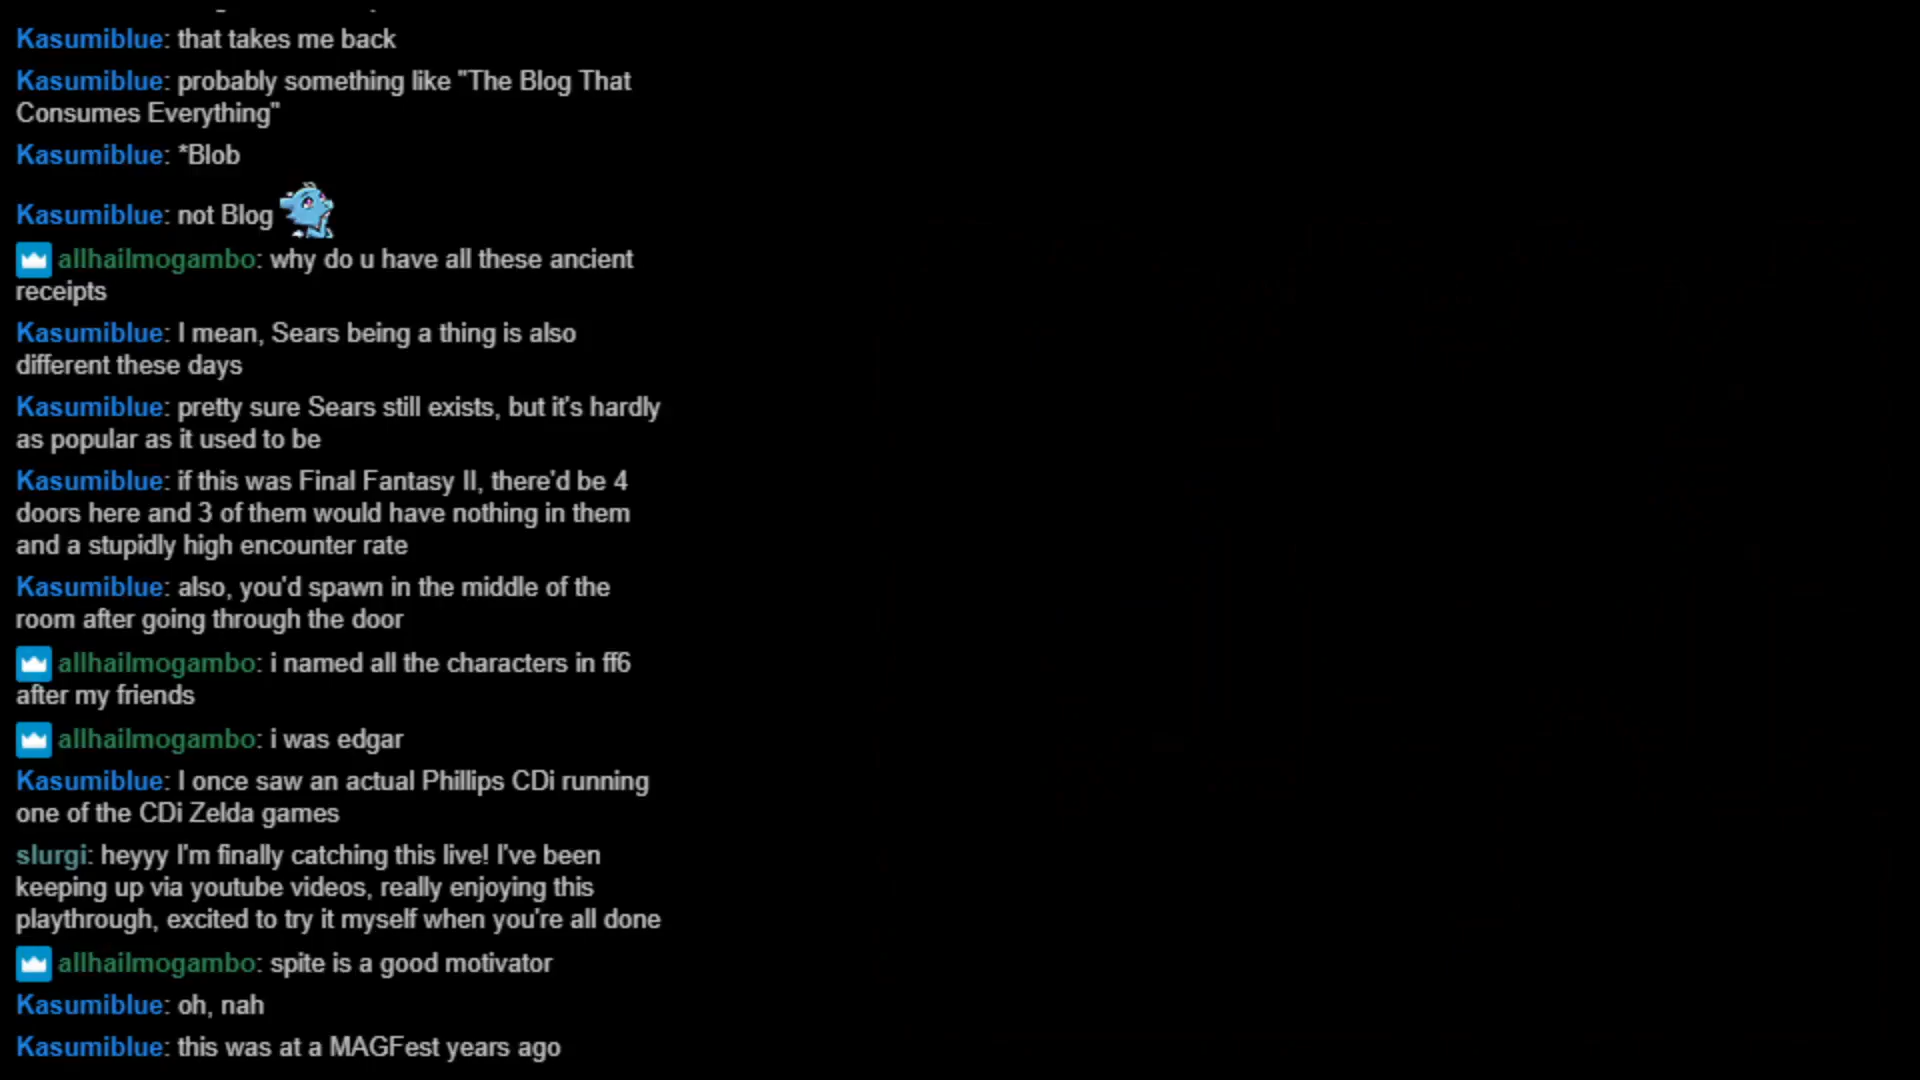 Kasumiblue: that takes me back
Kasumiblue: probably something like "The Blog That
Consumes Everything"
Kasumiblue: *Blob
Kasumiblue: not Blog
allhailmogambo: why do u have all these ancient
receipts
Kasumiblue: I mean, Sears being a thing is also
different these days
Kasumiblue: pretty sure Sears still exists, but it's hardly
as popular as it used to be
Kasumiblue: if this was Final Fantasy II, there'd be 4
doors here and 3 of them would have nothing in them
and a stupidly high encounter rate
Kasumiblue: also, you'd spawn in the middle of the
room after going through the door
allhailmogambo: i named all the characters in ff6
after my friends
allhailmogambo: i was edgar
Kasumiblue: I once saw an actual Phillips CDi running
one of the CDi Zelda games
slurgi: heyyy I'm finally catching this live! I've been
keeping up via youtube videos, really enjoying this
playthrough, excited to try it myself when you're all done
allhailmogambo: spite is a good motivator
Kasumiblue: oh, nah
Kasumiblue: this was at a MAGFest years ago